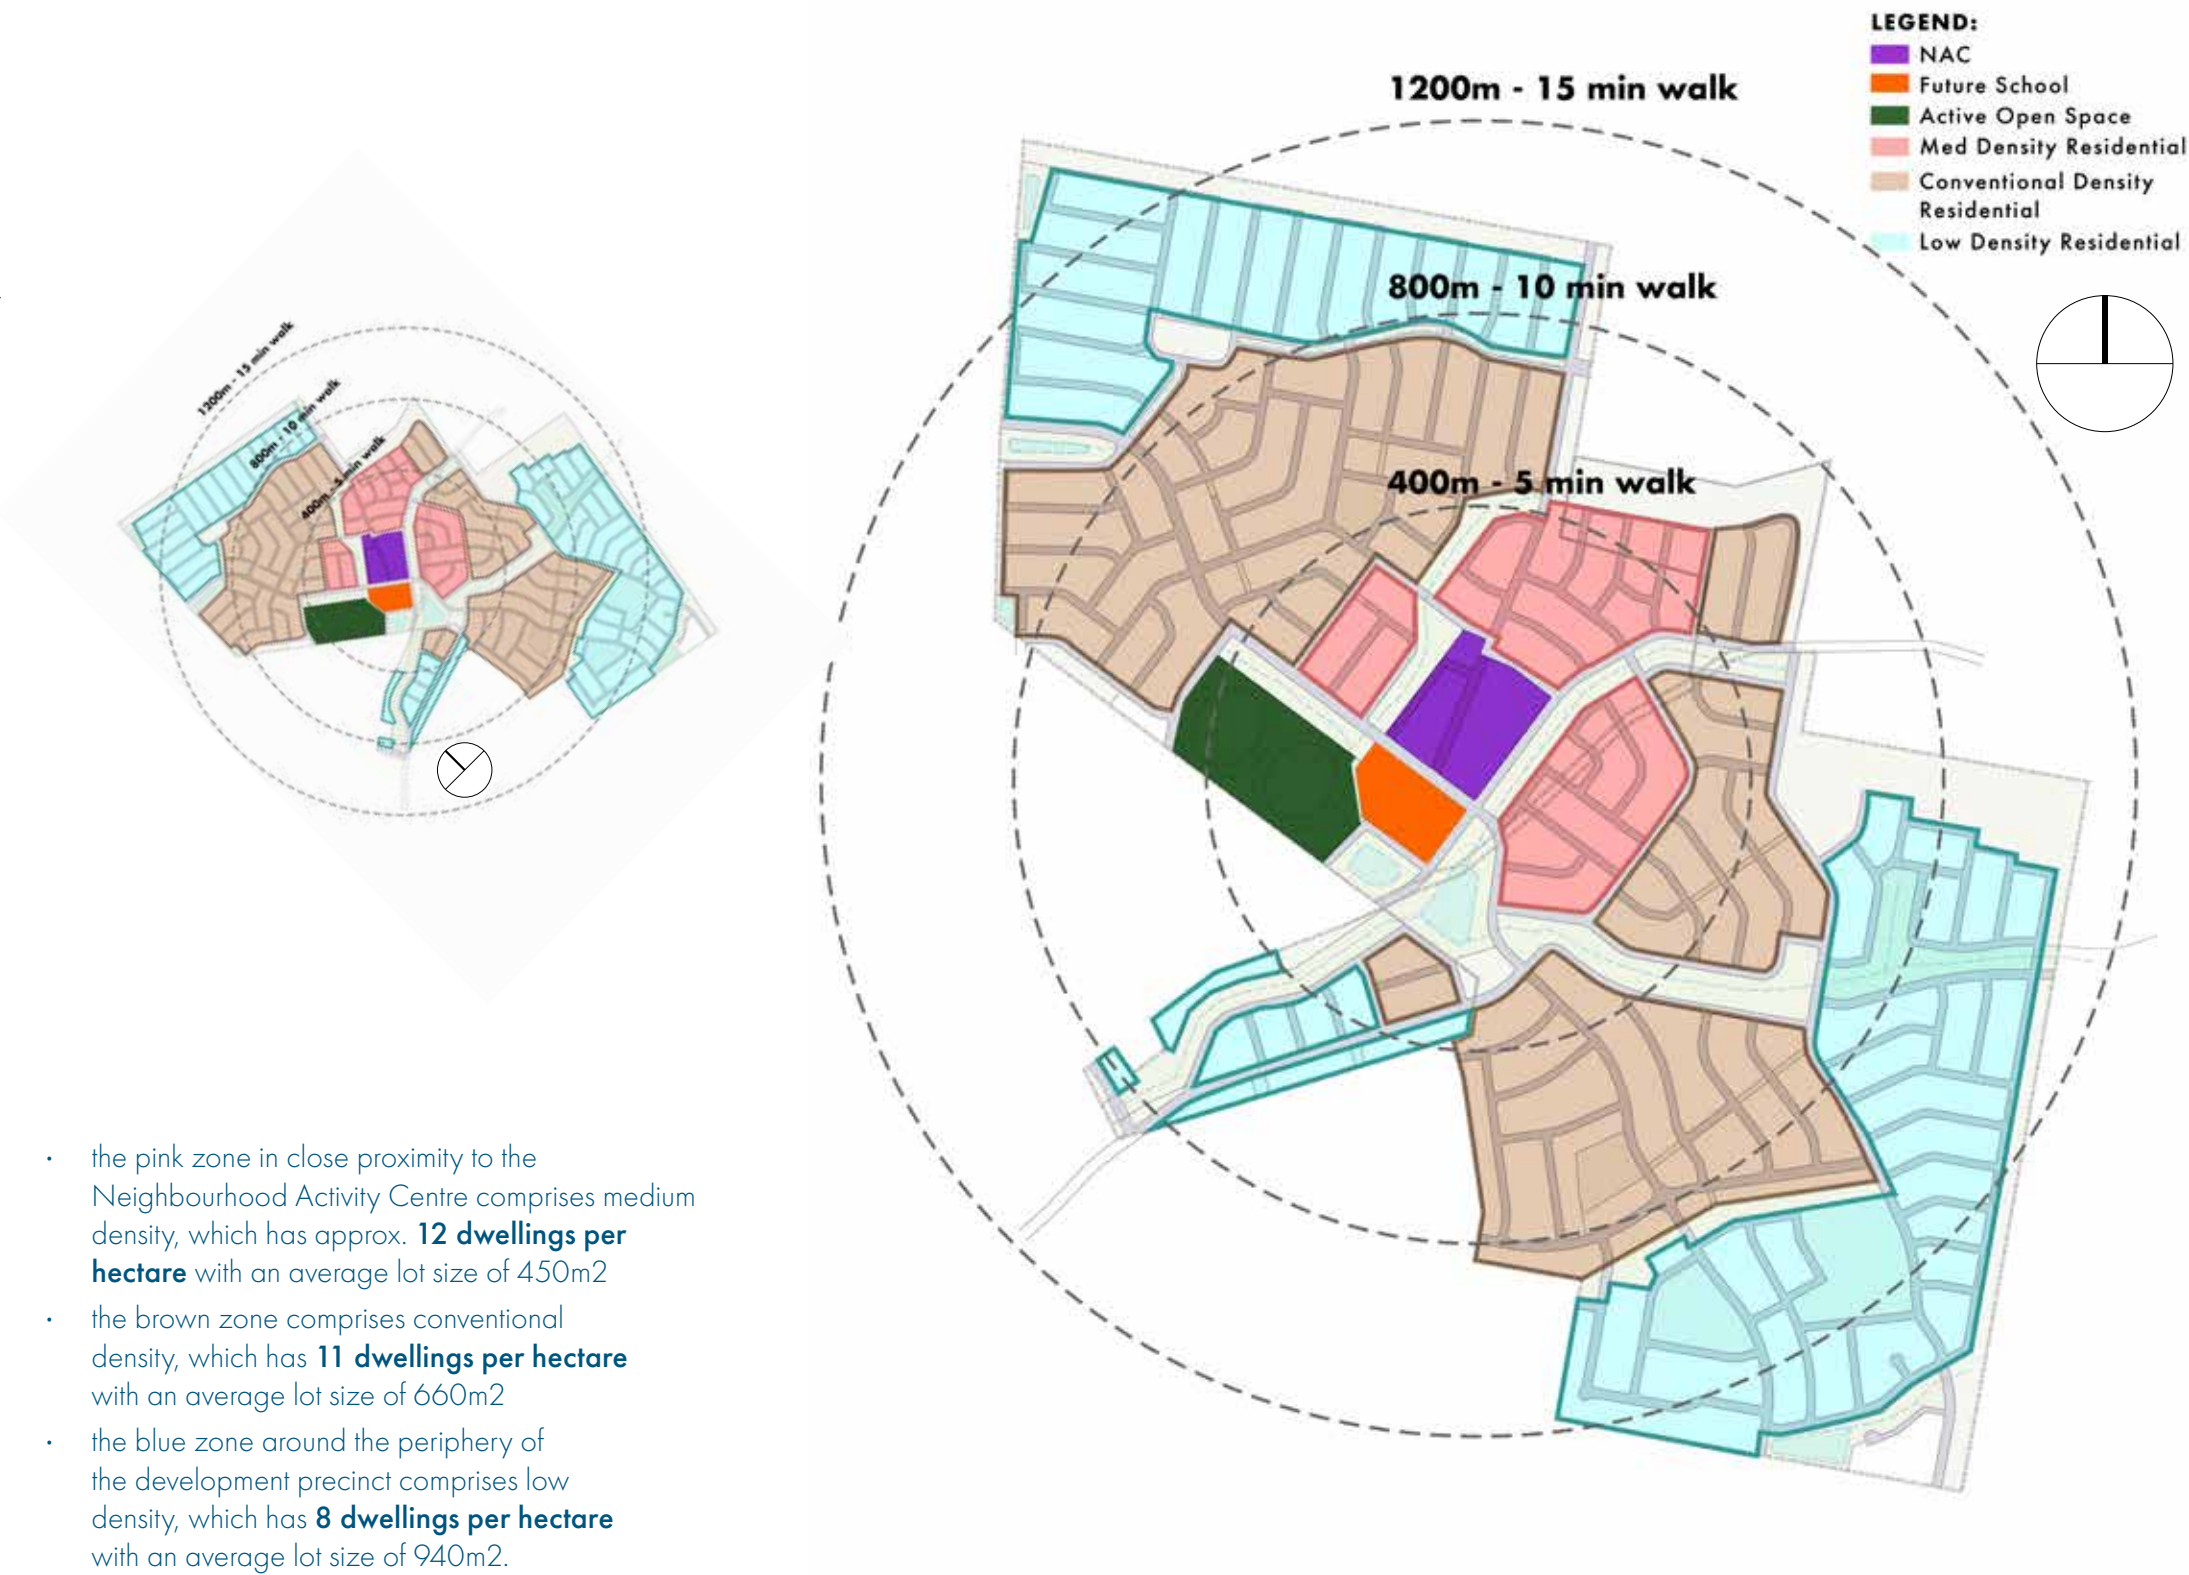 LEGEND:
NAC
Future School
Active Open Space
Med Density Residential
Conventional Density
Residential
Low Density Residential
1200m - 15 min walk
800m - 10 min walk
400m - 5 min walk
1200m - 15 min walk
800m - 10 min walk
400m - 5 min walk
· the pink zone in close proximity to the
Neighbourhood Activity Centre comprises medium
density, which has approx. 12 dwellings per
hectare with an average lot size of 450m2
· the brown zone comprises conventional
density, which has 11 dwellings per hectare
with an average lot size of 660m2
· the blue zone around the periphery of
the development precinct comprises low
density, which has 8 dwellings per hectare
with an average lot size of 940m2.